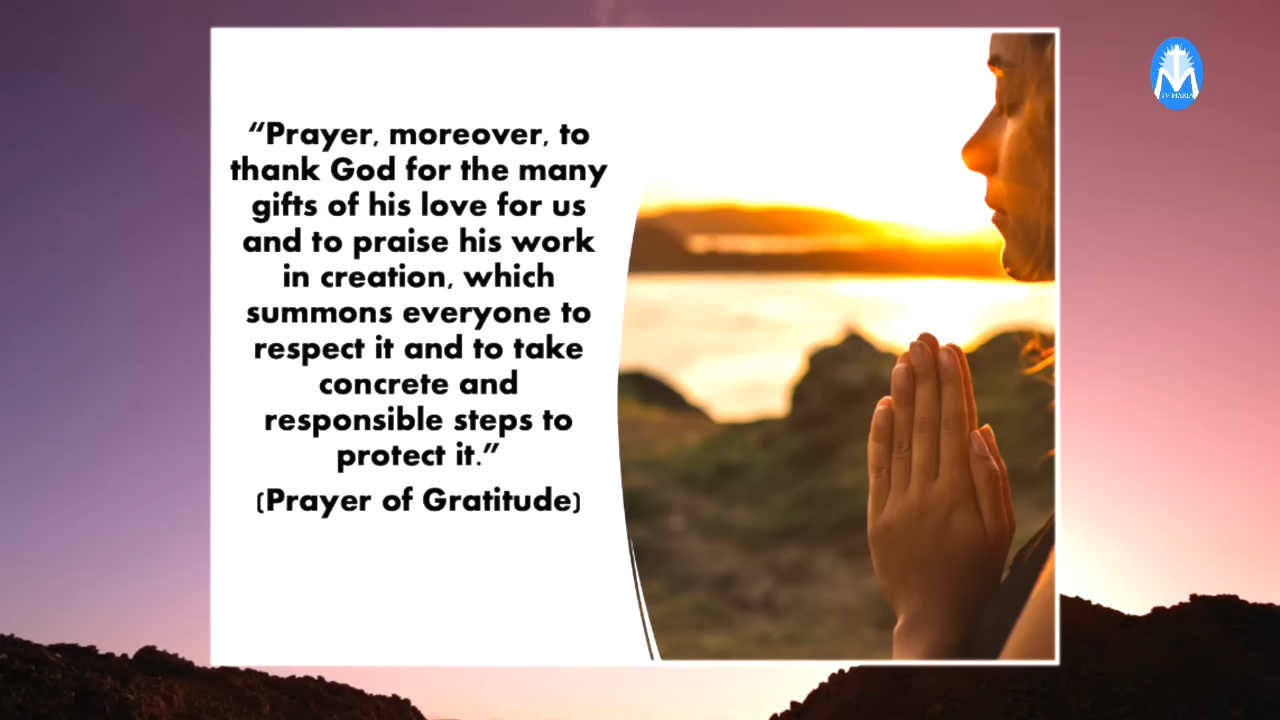 “Prayer, moreover, to
thank God for the many
gifts of his love for us
and to praise his work
in creation, which
summons everyone to
respect it and to take
concrete and
responsible steps to
protect it.”
(Prayer of Gratitude)
TV MARIA